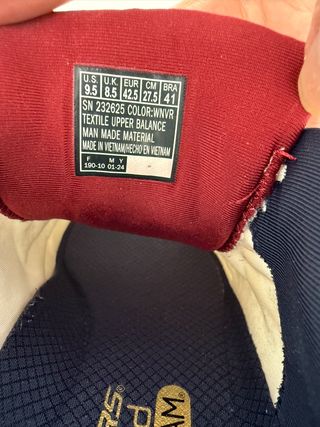 U.S. U.K. EUR CM BRA
9.5 8.5 42.5 27.5 41
SN 232625 COLOR:WNVR
TEXTILE UPPER BALANCE
MAN MADE MATERIAL
MADE IN VIETNAM/HECHO EN VIETNAM
F M Y
190-10 01-24